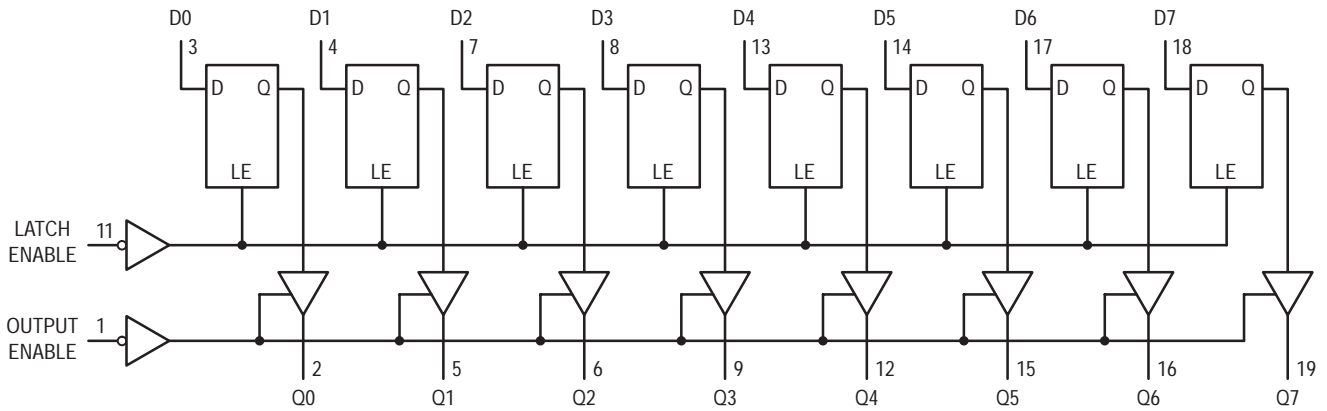 D0 D1 D2 D3 D4 D5 D6 D7
3 4 7 8 13 14 17 18
D Q D Q D Q D Q D Q D Q D Q D Q
LE LE LE LE LE LE LE LE
LATCH 11
ENABLE
OUTPUT 1
ENABLE
2 5 6 9 12 15 16 19
Q0 Q1 Q2 Q3 Q4 Q5 Q6 Q7